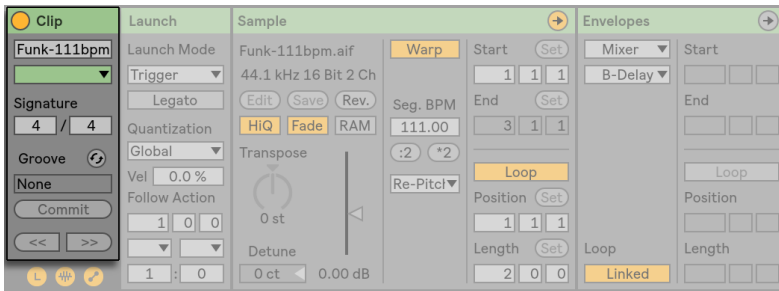 Clip
Funk-111bpm
Signature
4 / 4
Groove
None
Commit
<< >>
L
Launch
Launch Mode
Trigger
Legato
Quantization
Global
Vel 0.0 %
Follow Action
1 0 0
1 : 0
Sample
Funk-111bpm.aif
44.1 kHz 16 Bit 2 Ch
Edit Save Rev.
HiQ Fade RAM
Transpose
0 st
Detune
0 ct 0.00 dB
Warp
Seg. BPM
111.00
:2 *2
Re-Pitch
Start Set
1 1 1
End Set
3 1 1
Loop
Position Set
1 1 1
Length Set
2 0 0
Envelopes
Mixer
B-Delay
Loop
Linked
Start
End
Loop
Position
Length